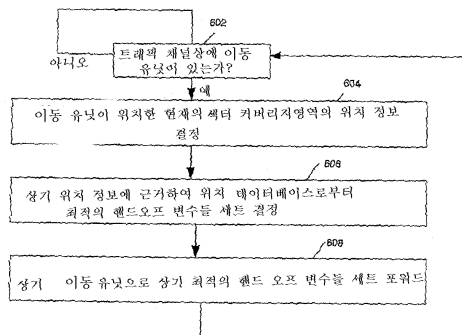 602
트래픽 채널상에 이동
유닛이 있는가?
아니오
예
604
이동 유닛이 위치한 현재의 섹터 커버리지영역의 위치 정보
결정
606
상기 위치 정보에 근거하여 위치 데이터베이스로부터
최적의 핸드오프 변수들 세트 결정
608
상기 이동 유닛으로 상기 최적의 핸드 오프 변수들 세트 포워드